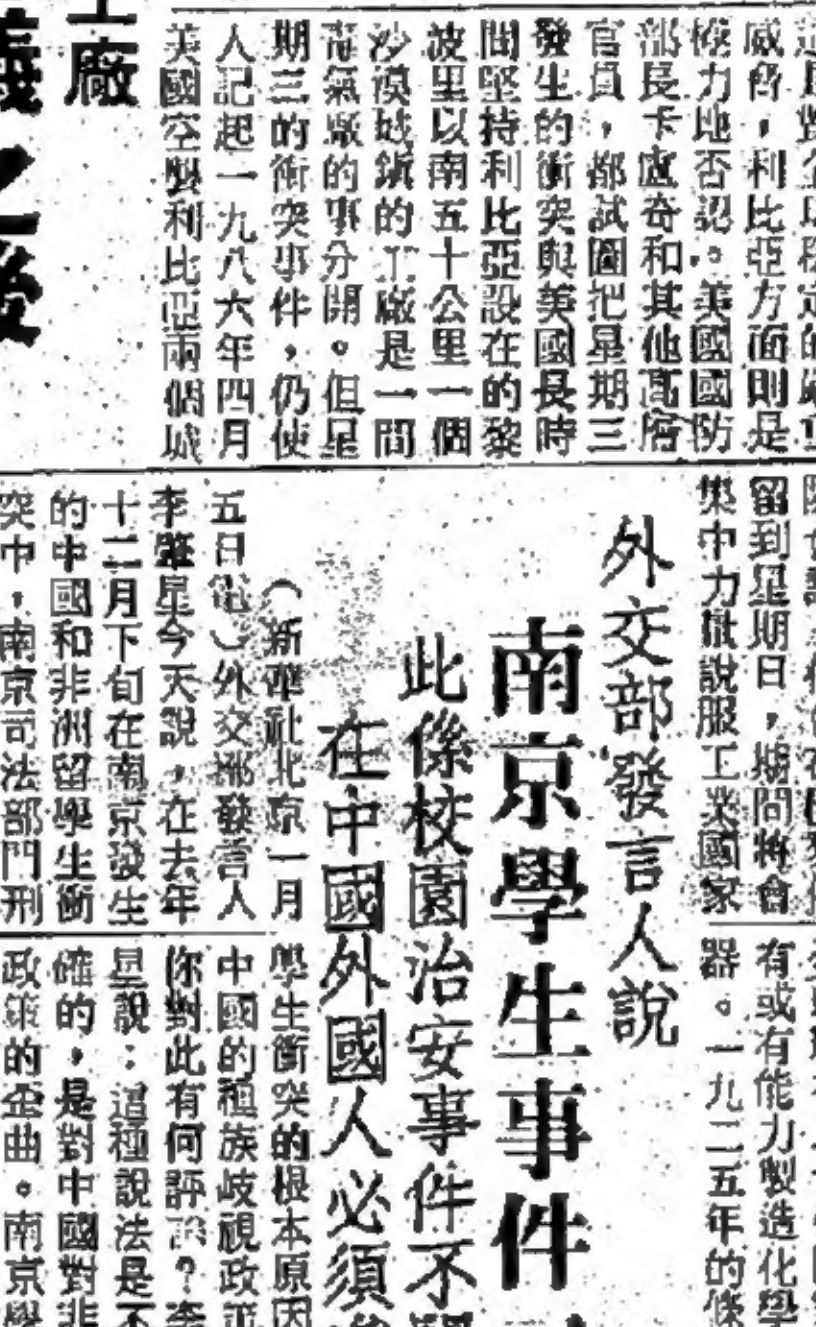 工廠
義之後
威脅，利比亞方面則是
極力地否認。美國國防
部長卡盧奇和其他高層
官員，都試圖把星期三
發生的衝突與美國長時
間堅持利比亞設在的黎
波里以南五十公里一個
沙漠城鎮的工廠是一間
毒氣廠的事分開。但星
期三的衝突事件，仍使
人記起一九八六年四月
美國空襲利比亞兩個城
留到星期日，期間將會
集中力量說服工業國家
外交部發言人說
南京學生事件
此係校園治安事件不
在中國外國人必須
（新華社北京一月
五日電）外交部發言人
李肇星今天說，在去年
十二月下旬在南京發生
的中國和非洲留學生衝
突中，南京司法部門刑
有或有能力製造化學
器。一九二五年的條
學生衝突的根本原因
中國的種族歧視政策
你對此有何評論？李
星說：這種說法是不
確的，是對中國對非
政策的歪曲。南京學